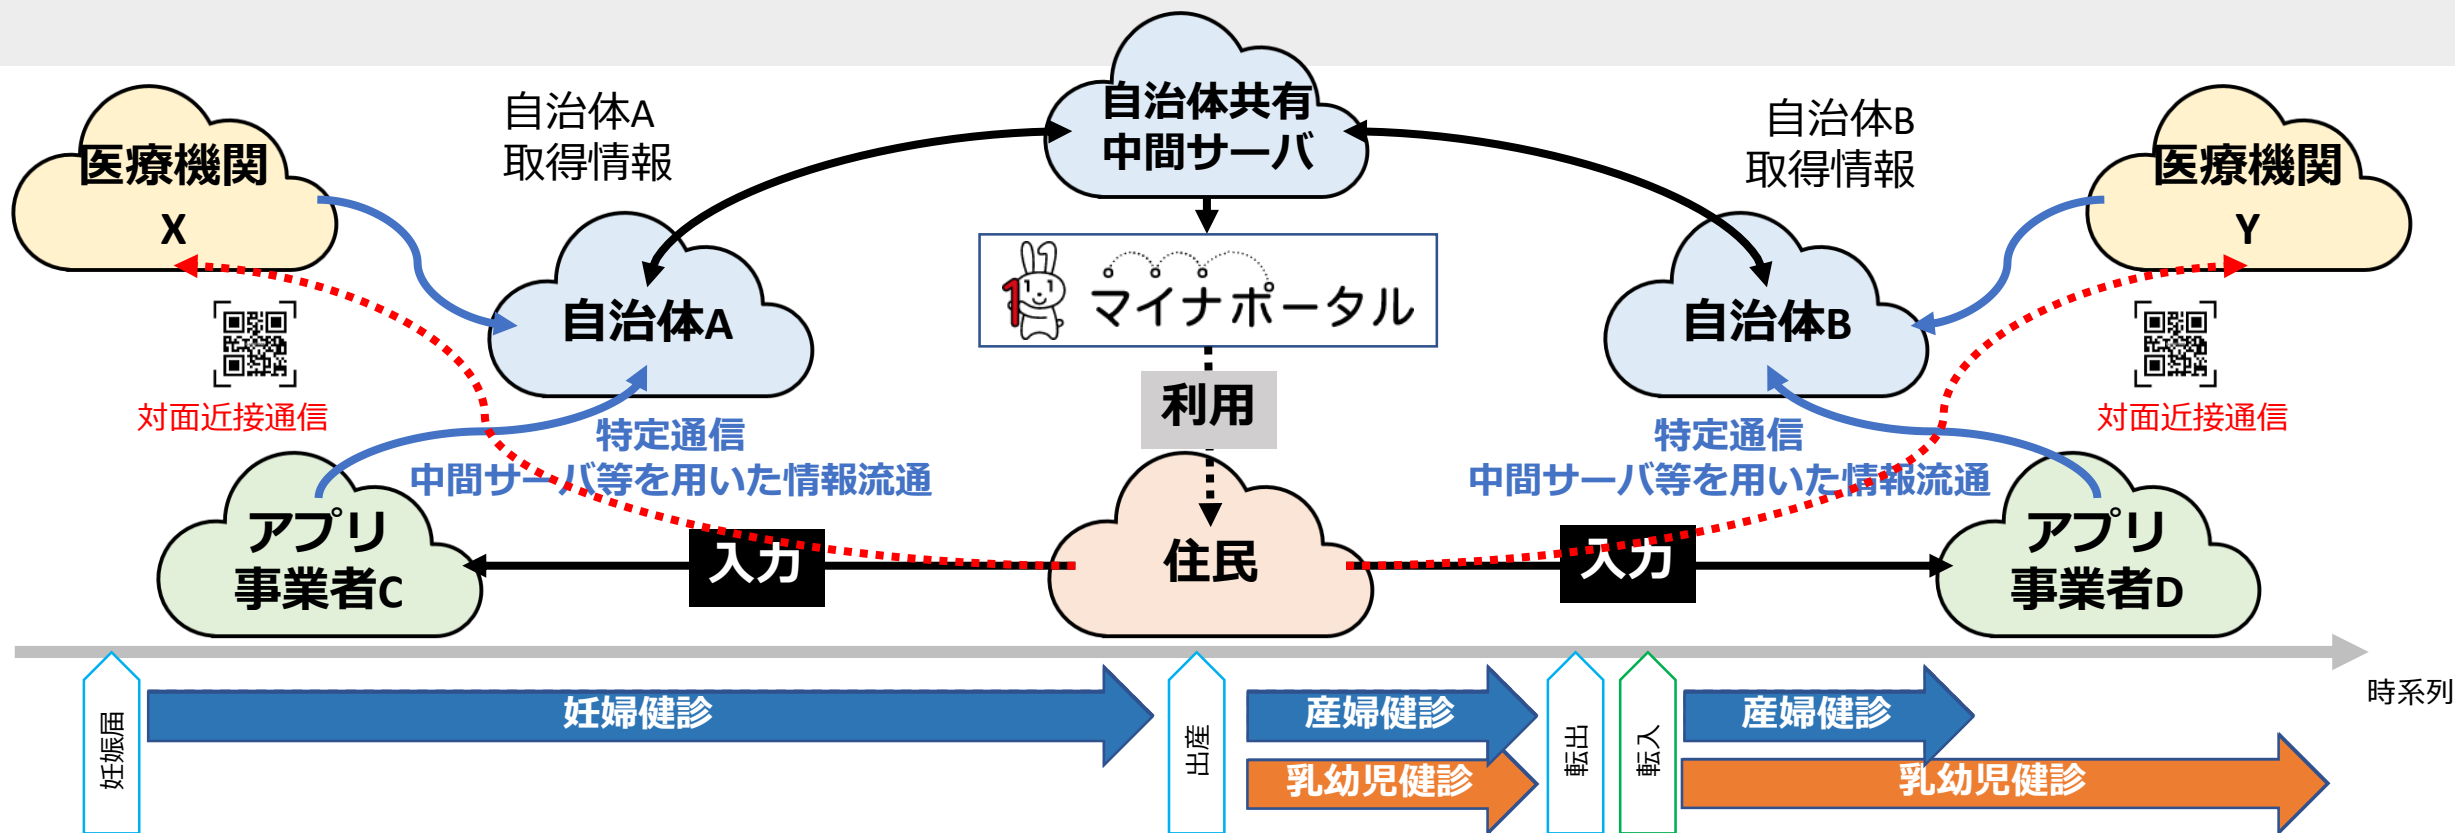 自治体共有
中間サーバ
医療機関
X
自治体A
取得情報
自治体B
取得情報
医療機関
Y
マイナポータル
自治体A
自治体B
対面近接通信
対面近接通信
利用
特定通信
中間サーバ等を用いた情報流通
特定通信
中間サーバ等を用いた情報流通
アプリ
事業者C
入力
住民
入力
アプリ
事業者D
時系列
妊娠届
妊婦健診
出産
産婦健診
乳幼児健診
転出
転入
産婦健診
乳幼児健診